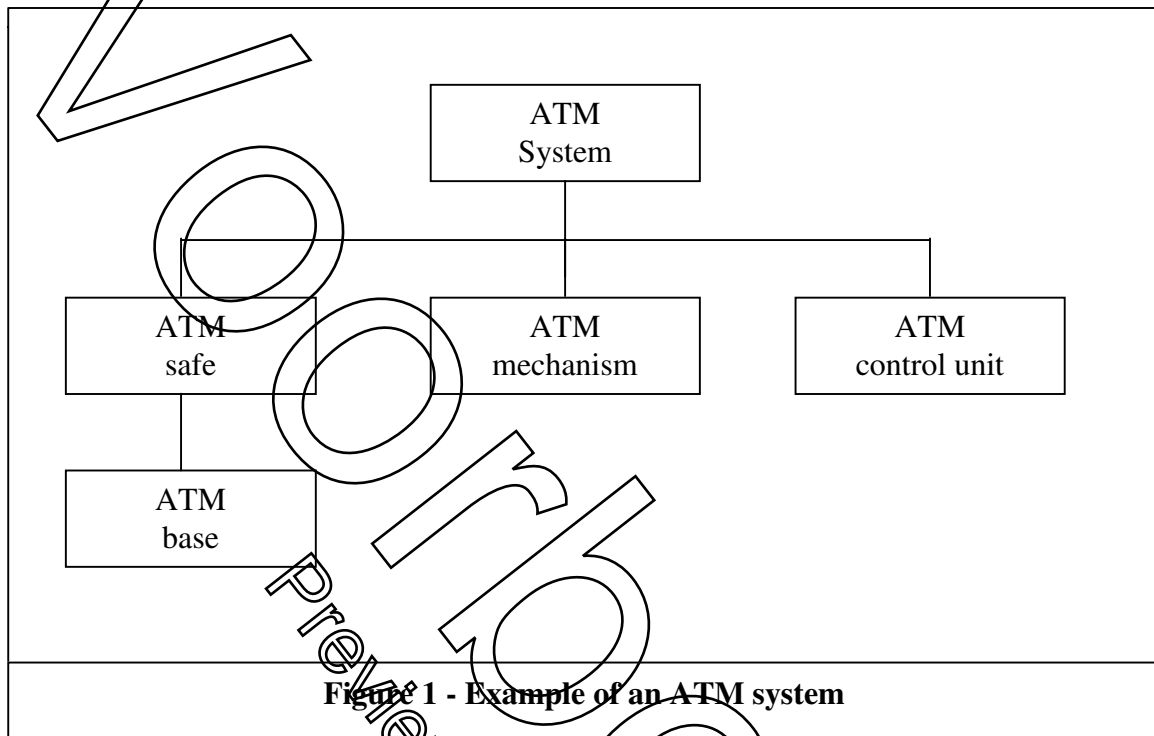 ATM
System
ATM
safe
ATM
mechanism
ATM
control unit
ATM
base
Figure 1 - Example of an ATM system